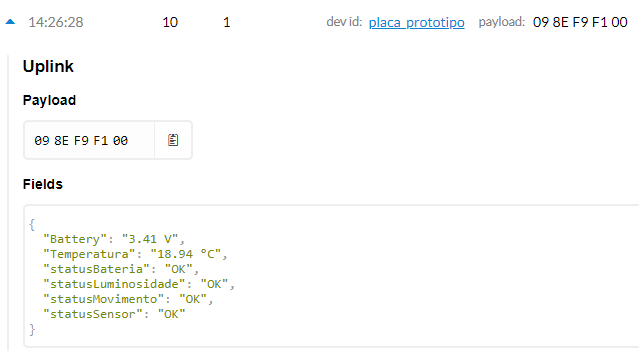 14:26:28 10 1 dev id: placa_prototipo payload: 09 8E F9 F1 00
Uplink
Payload
09 8E F9 F1 00
Fields
{
"Battery": "3.41 V",
"Temperatura": "18.94 °C",
"statusBateria": "OK",
"statusLuminosidade": "OK",
"statusMovimento": "OK",
"statusSensor": "OK"
}